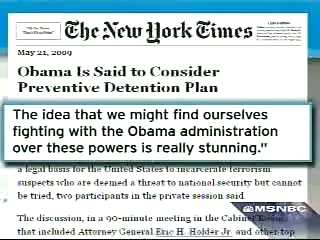 The New York Times
May 21, 2009
Obama Is Said to Consider
Preventive Detention Plan
The idea that we might find ourselves
fighting with the Obama administration
over these powers is really stunning."
a legal basis for the United States to incarcerate terrorism
suspects who are deemed a threat to national security but cannot
be tried, two participants in the private session said.
The discussion, in a 90-minute meeting in the Cabinet Room
that included Attorney General Eric H. Holder Jr. and other top
MSNBC